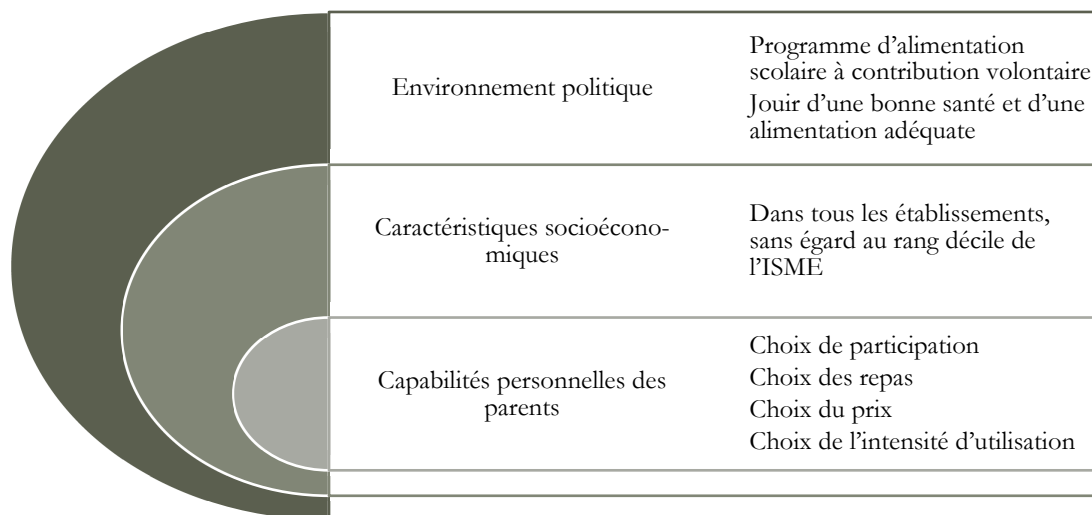 Environnement politique
Programme d’alimentation
scolaire à contribution volontaire
Jouir d’une bonne santé et d’une
alimentation adéquate
Caractéristiques socioécono-
miques
Dans tous les établissements,
sans égard au rang décile de
l’ISME
Capabilités personnelles des
parents
Choix de participation
Choix des repas
Choix du prix
Choix de l’intensité d’utilisation